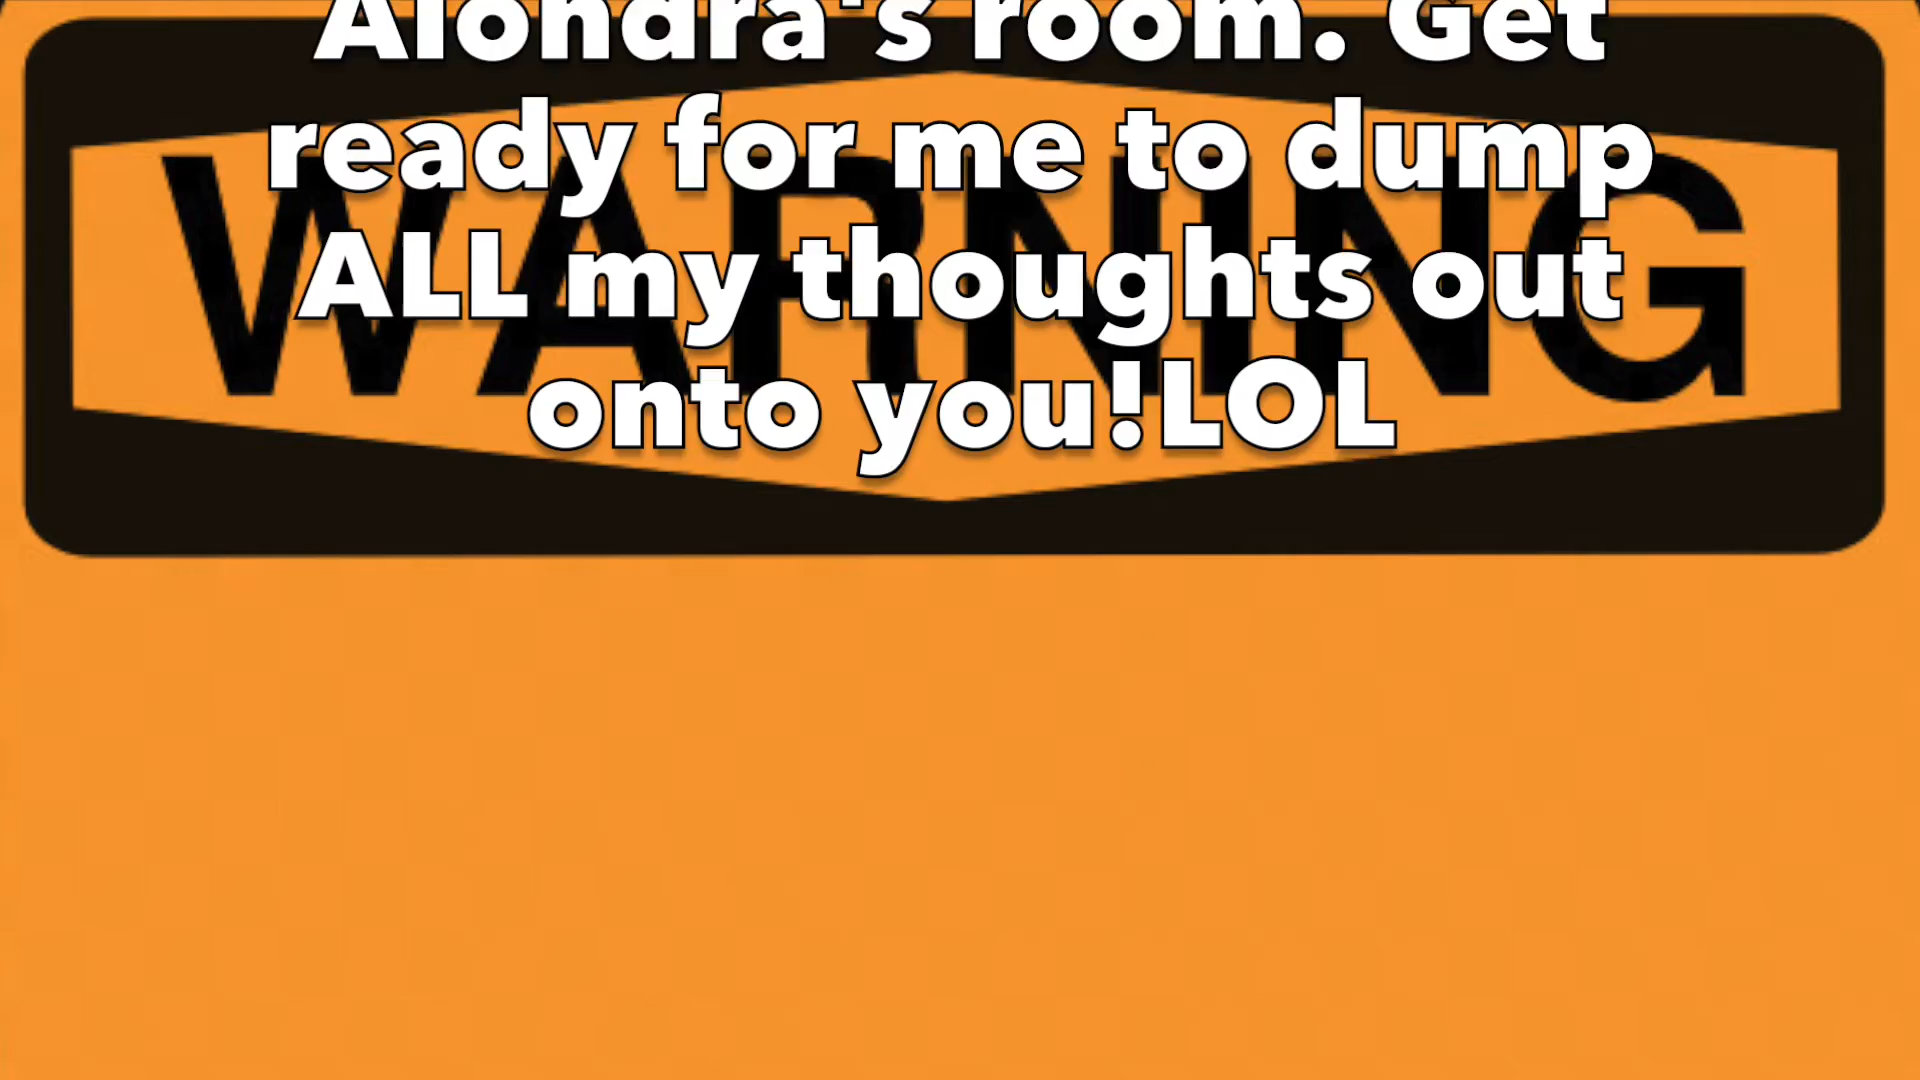 Alondra's room. Get
ready for me to dump
ALL my thoughts out
onto you!LOL
WARNING